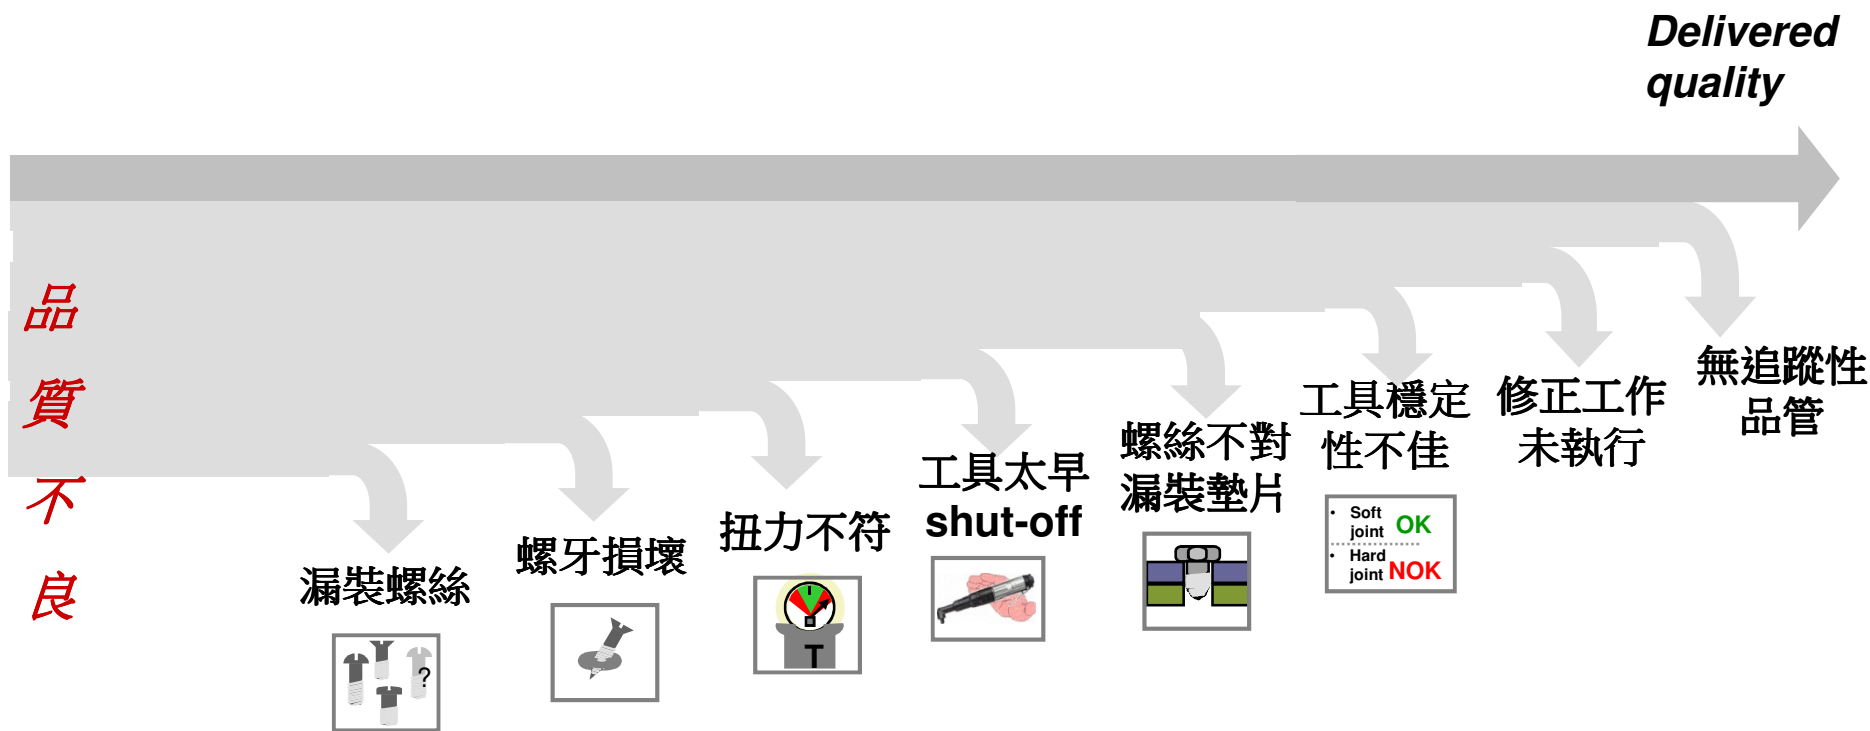 Delivered
quality
品
質
不
良
漏裝螺絲
?
螺牙損壞
扭力不符
T
工具太早
shut-off
螺絲不對
漏裝墊片
工具穩定
性不佳
• Soft
joint OK
• Hard
joint NOK
修正工作
未執行
無追蹤性
品管